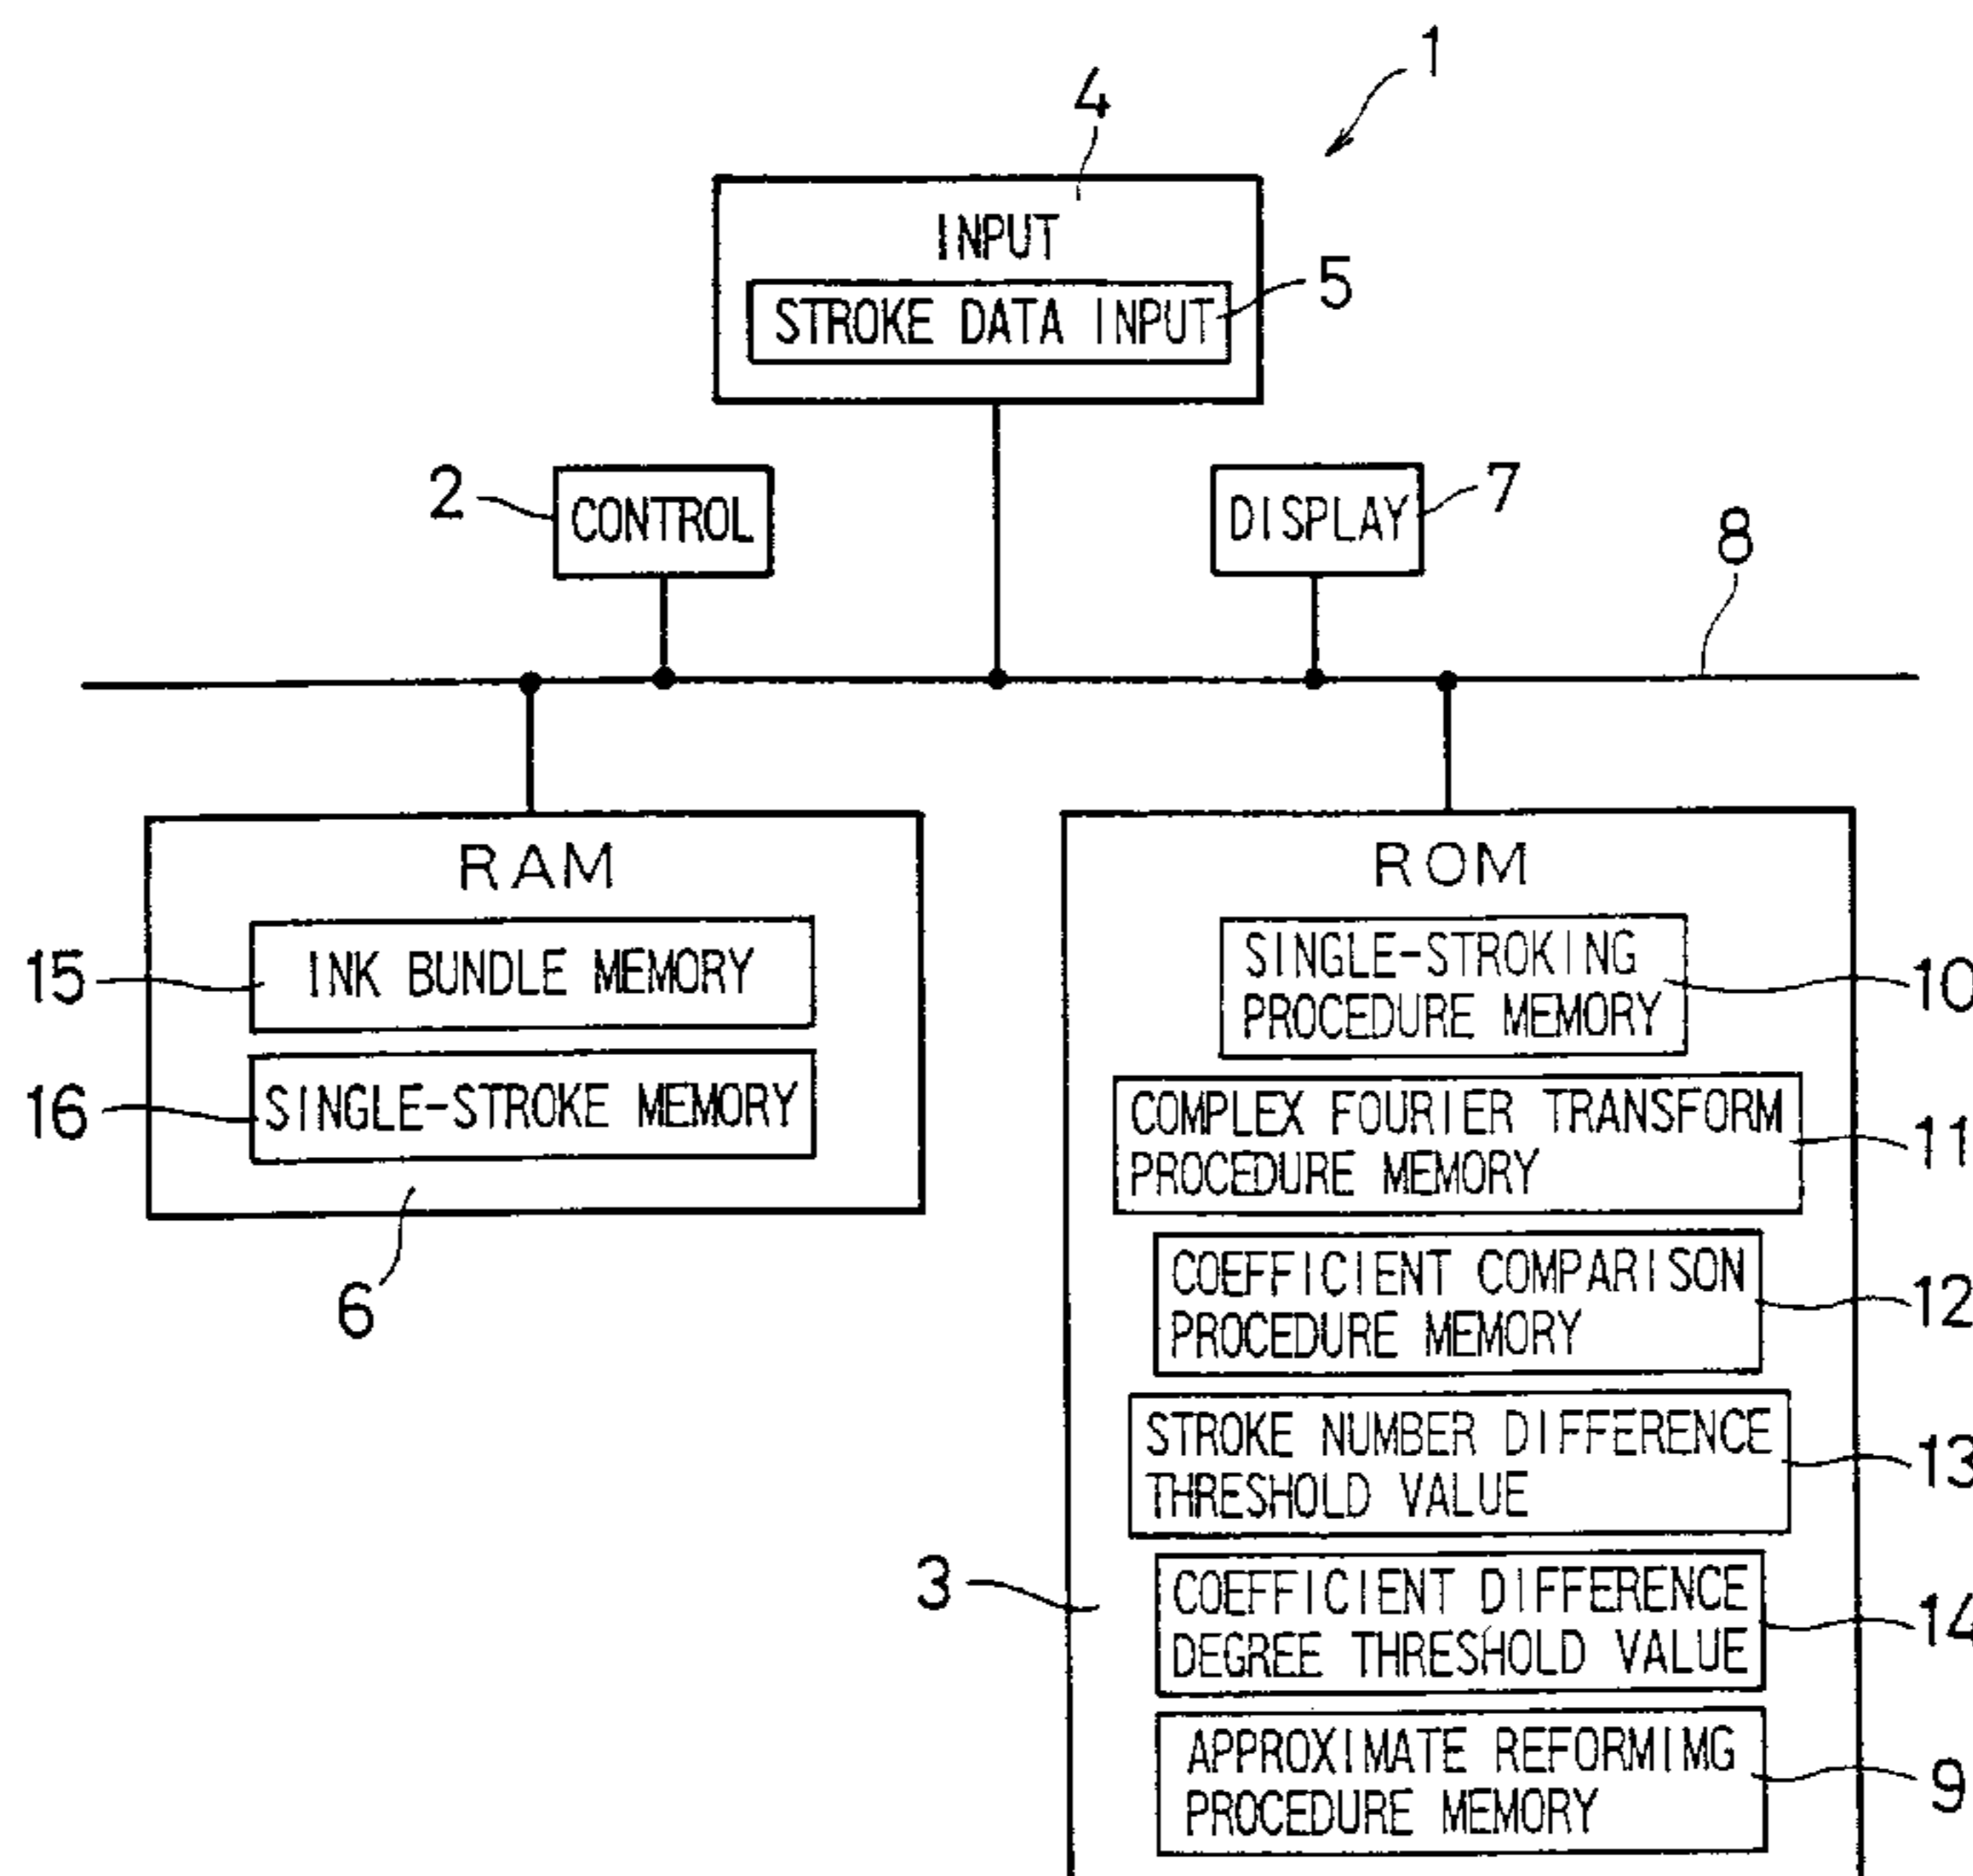 1
4
INPUT
STROKE DATA INPUT
5
2
CONTROL
DISPLAY
7
8
RAM
15
INK BUNDLE MEMORY
16
SINGLE-STROKE MEMORY
6
ROM
SINGLE-STROKING
PROCEDURE MEMORY
10
COMPLEX FOURIER TRANSFORM
PROCEDURE MEMORY
11
COEFFICIENT COMPARISON
PROCEDURE MEMORY
12
STROKE NUMBER DIFFERENCE
THRESHOLD VALUE
13
3
COEFFICIENT DIFFERENCE
DEGREE THRESHOLD VALUE
14
APPROXIMATE REFORMIMG
PROCEDURE MEMORY
9